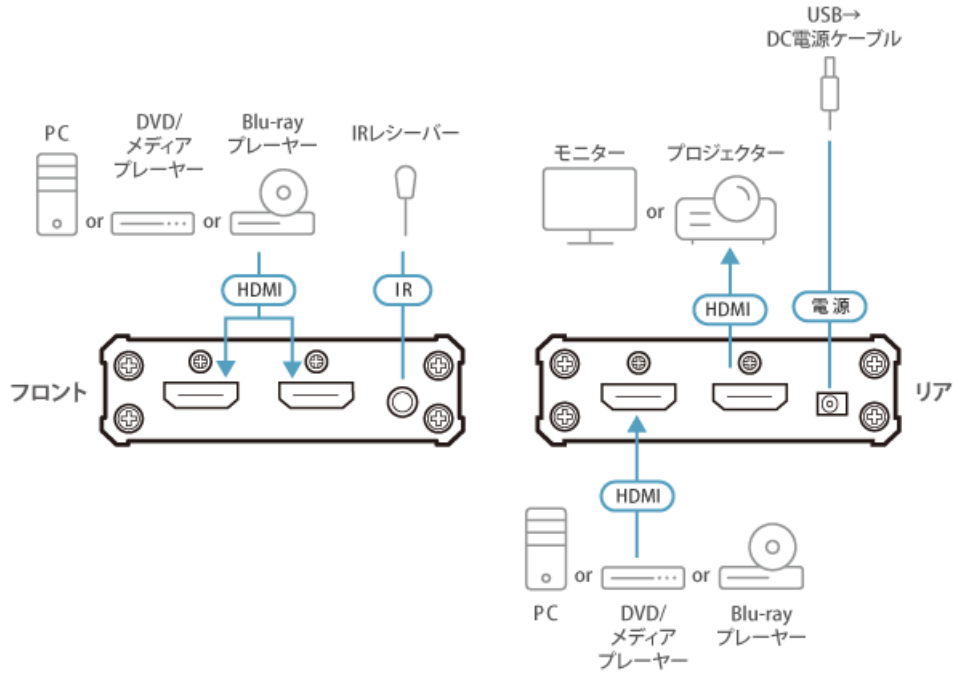 USB→
DC電源ケーブル
PC
DVD/
メディア
プレーヤー
Blu-ray
プレーヤー
IRレシーバー
or
or
HDMI
IR
フロント
モニター
プロジェクター
or
HDMI
電源
リア
HDMI
or
or
PC
DVD/
メディア
プレーヤー
Blu-ray
プレーヤー